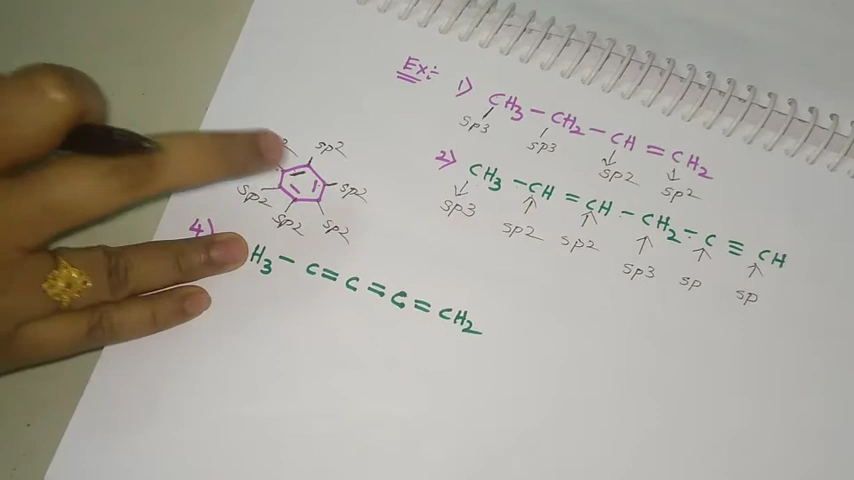 Ex:
1) CH3 - CH2 - CH = CH2
sp3 sp3 sp2 sp2
2) CH3 - CH = CH - CH2 - C ≡ CH
sp3 sp2 sp2 sp3 sp sp
sp2
sp2 sp2
sp2 sp2
4) H3 - C = C = C = CH2